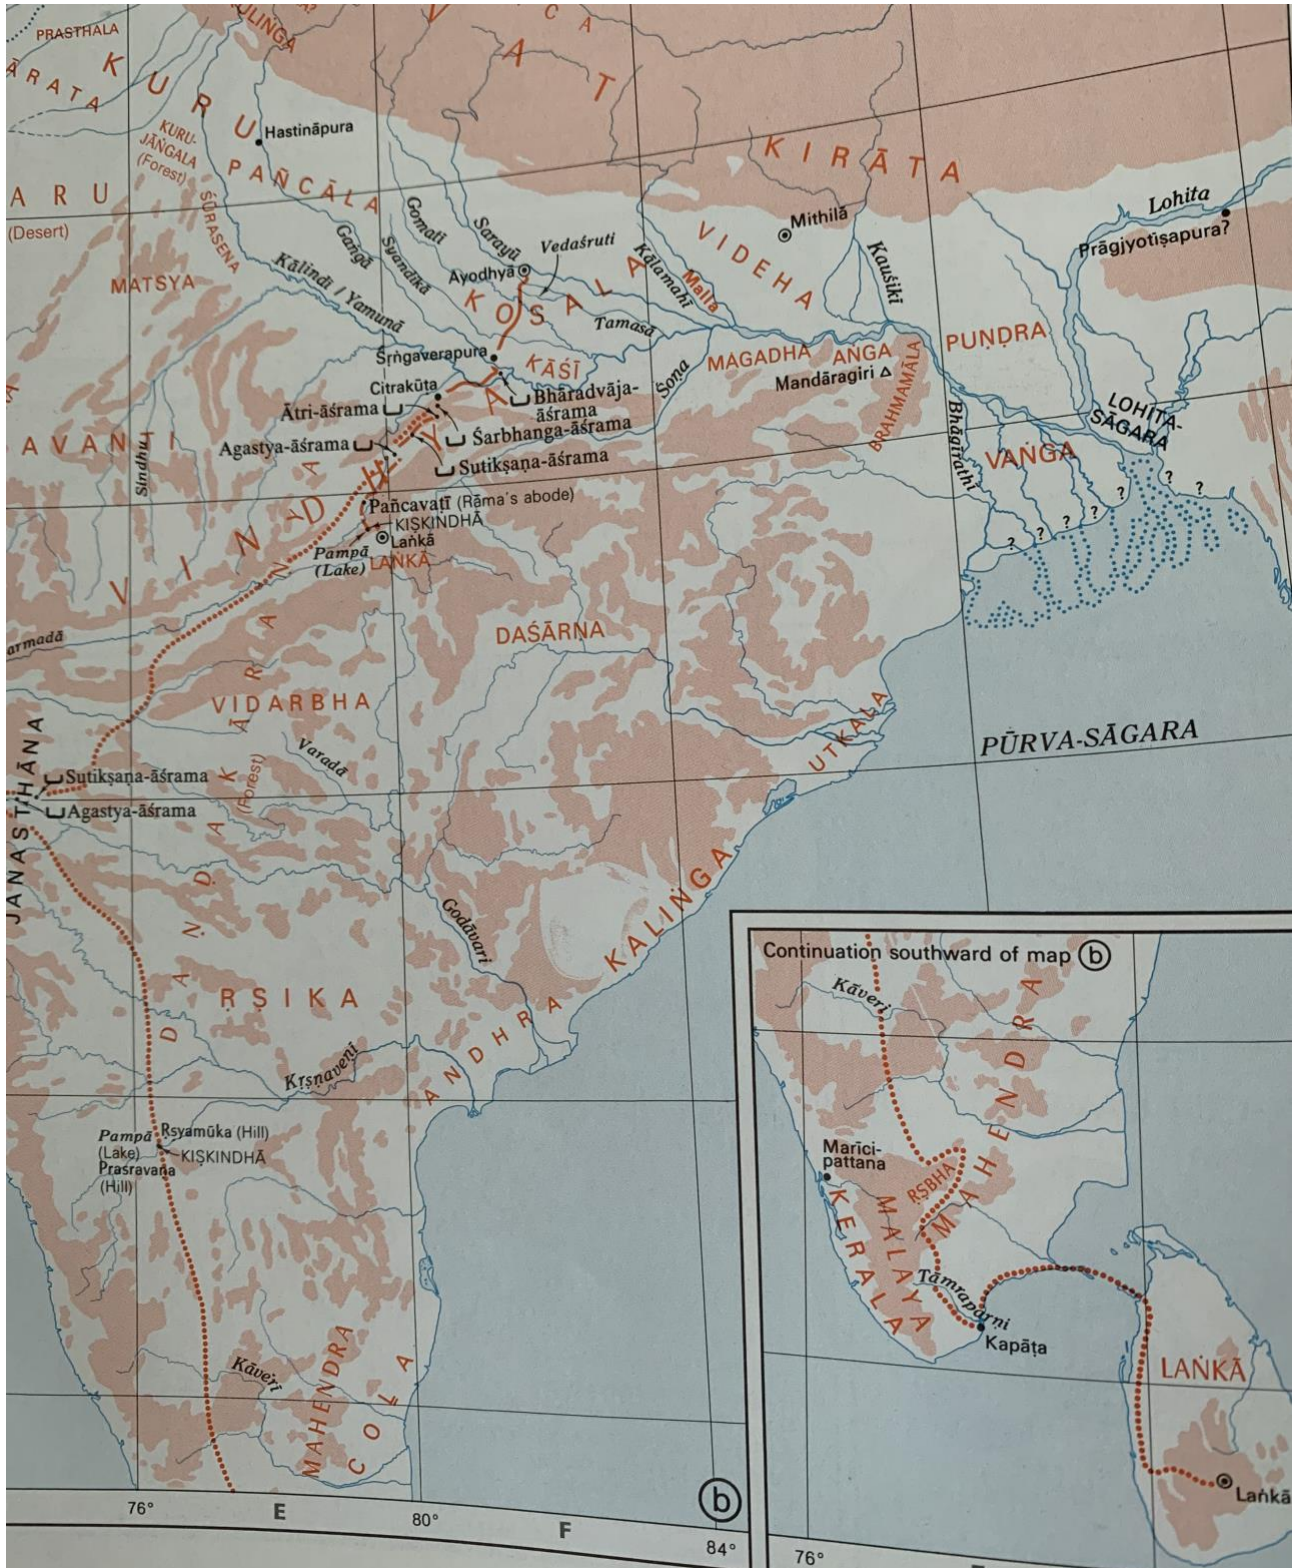 PRASTHALA
KURU
KURU-
JĀṄGALA
(Forest)
Hastināpura
PAÑCĀLA
ŚŪRASENA
ARU
(Desert)
MATSYA
KIRĀTA
Mithilā
VIDEHA
Lohita
Prāgjyotiṣapura?
Gomatī
Sarayū
Vedaśruti
Gaṅgā
Syandikā
Kālindī / Yamunā
Ayodhyā
KOSALA
Kālamahī
Malla
Kauśikī
Tamasā
Śṛṅgaverapura
KĀŚĪ
MAGADHA
AṄGA
PUṆḌRA
Mandāragiri
BRAHMAMĀLA
Śoṇa
Citrakūṭa
Bhāradvāja-
āśrama
Ātri-āśrama
Śarbhanga-āśrama
Agastya-āśrama
Sutikṣaṇa-āśrama
LOHITA-
SĀGARA
VAṄGA
Bhāgīrathī
? ? ? ? ? ? ?
AVANTI
Sindhu
VINDHYA
Pañcavaṭī (Rāma's abode)
KIṢKINDHĀ
Laṅkā
Pampā
(Lake)
LAṄKĀ
armadā
DAŚĀRṆA
VIDARBHA
Varadā
UTKALA
PŪRVA-SĀGARA
JANASTHĀNA
Sutikṣaṇa-āśrama
Agastya-āśrama
DAṆḌAKĀRA
(Forest)
Godāvarī
KALIṄGA
ṚṢIKA
ANDHRA
Kṛṣṇaveṇī
Pampā
(Lake)
Ṛsyamūka (Hill)
KIṢKINDHĀ
Prasravaṇa
(Hill)
Kāverī
MAHENDRA
COLA
76°
E
80°
F
84°
b
Continuation southward of map b
Kāverī
MAHENDRA
Marīci-
pattana
ṚṢBHA
MALAYA
KERALA
Tāmraparṇī
Kapāṭa
LAṄKĀ
Laṅkā
76°